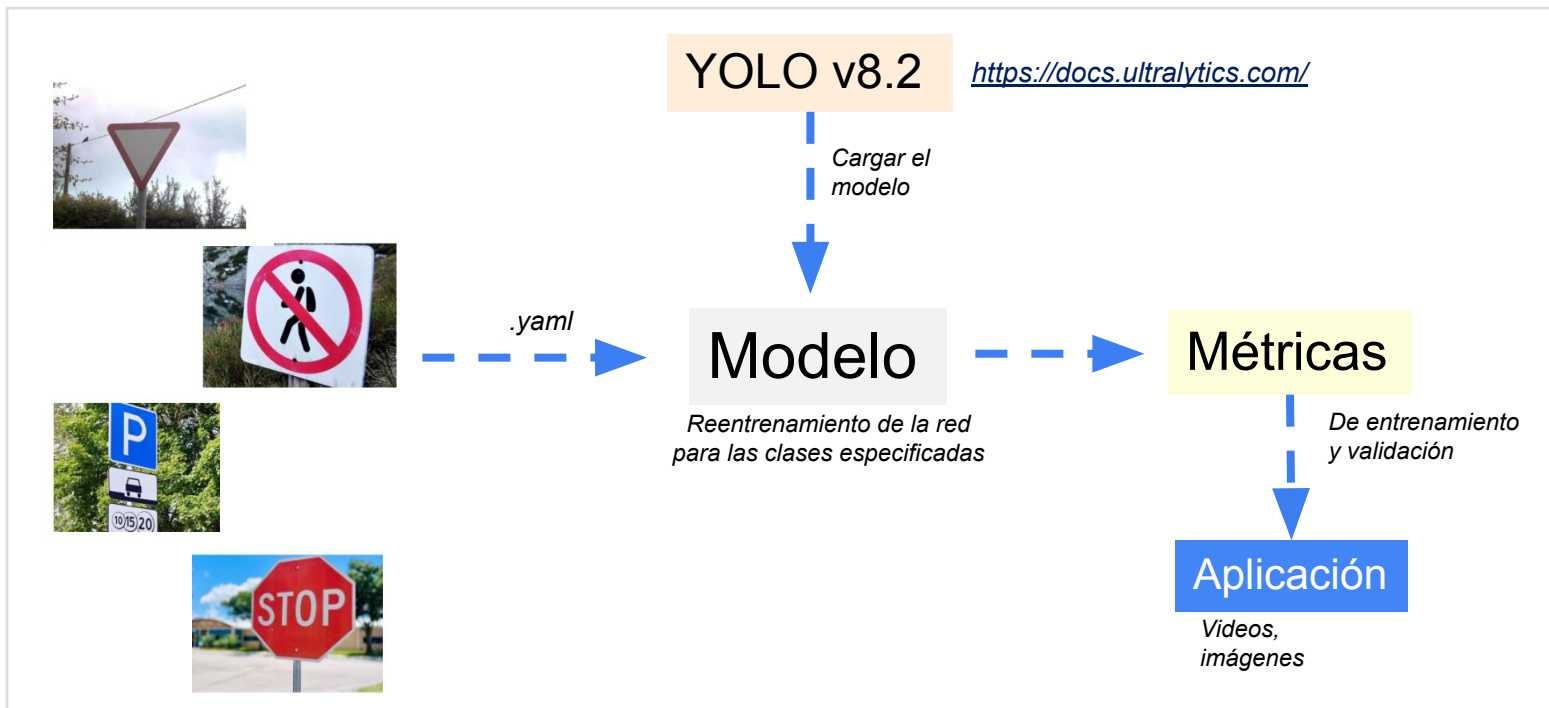 YOLO v8.2
https://docs.ultralytics.com/
Cargar el
modelo
.yaml
Modelo
Reentrenamiento de la red
para las clases especificadas
Métricas
De entrenamiento
y validación
Aplicación
Videos,
imágenes
P
10 15 20
STOP